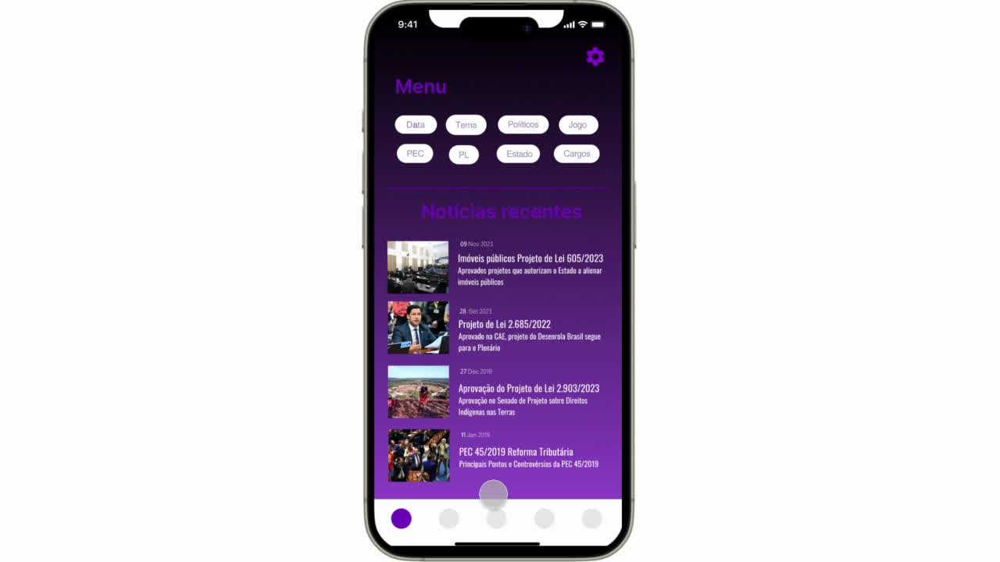 9:41
Menu
Data Tema Políticos Jogo
PEC PL Estado Cargos
Notícias recentes
09 Nov 2023
Imóveis públicos Projeto de Lei 605/2023
Aprovados projetos que autorizam o Estado a alienar
imóveis públicos
28 Set 2023
Projeto de Lei 2.685/2022
Aprovado na CAE, projeto do Desenrola Brasil segue
para o Plenário
27 Dec 2019
Aprovação do Projeto de Lei 2.903/2023
Aprovação no Senado de Projeto sobre Direitos
Indígenas nas Terras
11 Jan 2019
PEC 45/2019 Reforma Tributária
Principais Pontos e Controvérsias da PEC 45/2019